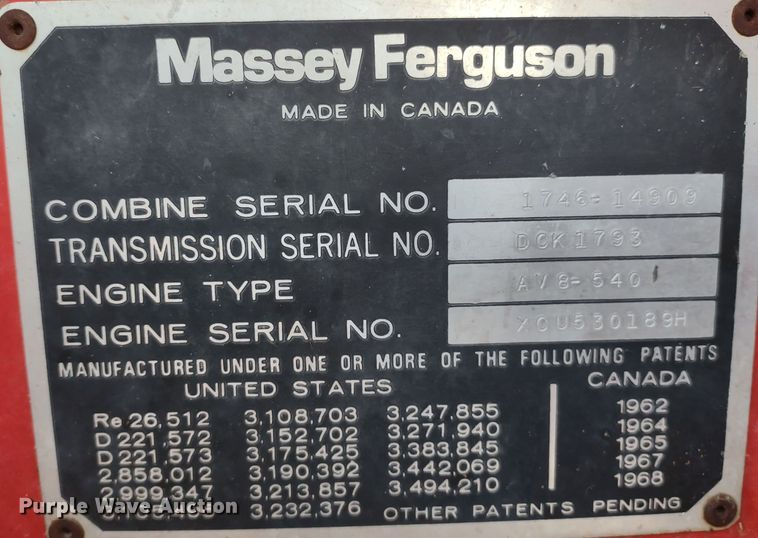 Massey Ferguson
MADE IN CANADA
COMBINE SERIAL NO. 1746-14909
TRANSMISSION SERIAL NO. DCK1793
ENGINE TYPE AV8-540
ENGINE SERIAL NO. XCU530189H
MANUFACTURED UNDER ONE OR MORE OF THE FOLLOWING PATENTS
UNITED STATES CANADA
Re 26,512 3,108,703 3,247,855 1962
D 221,572 3,152,702 3,271,940 1964
D 221,573 3,175,425 3,383,845 1965
2,858,012 3,190,392 3,442,069 1967
2,999,347 3,213,857 3,494,210 1968
3,232,376 OTHER PATENTS PENDING
Purple Wave Auction